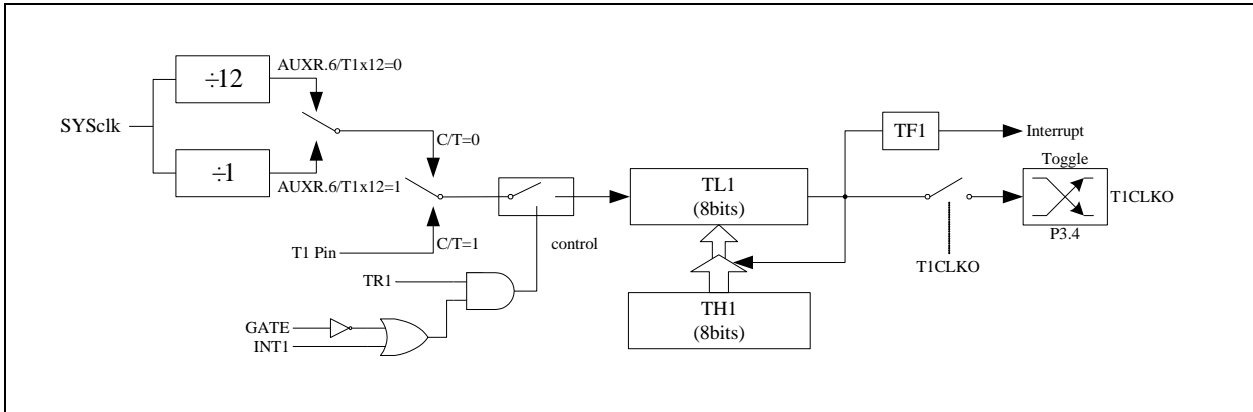 ÷12
AUXR.6/T1x12=0
SYSclk
÷1
AUXR.6/T1x12=1
C/T=0
T1 Pin
C/T=1
control
TR1
GATE
INT1
TL1
(8bits)
TH1
(8bits)
TF1
Interrupt
Toggle
T1CLKO
P3.4
T1CLKO